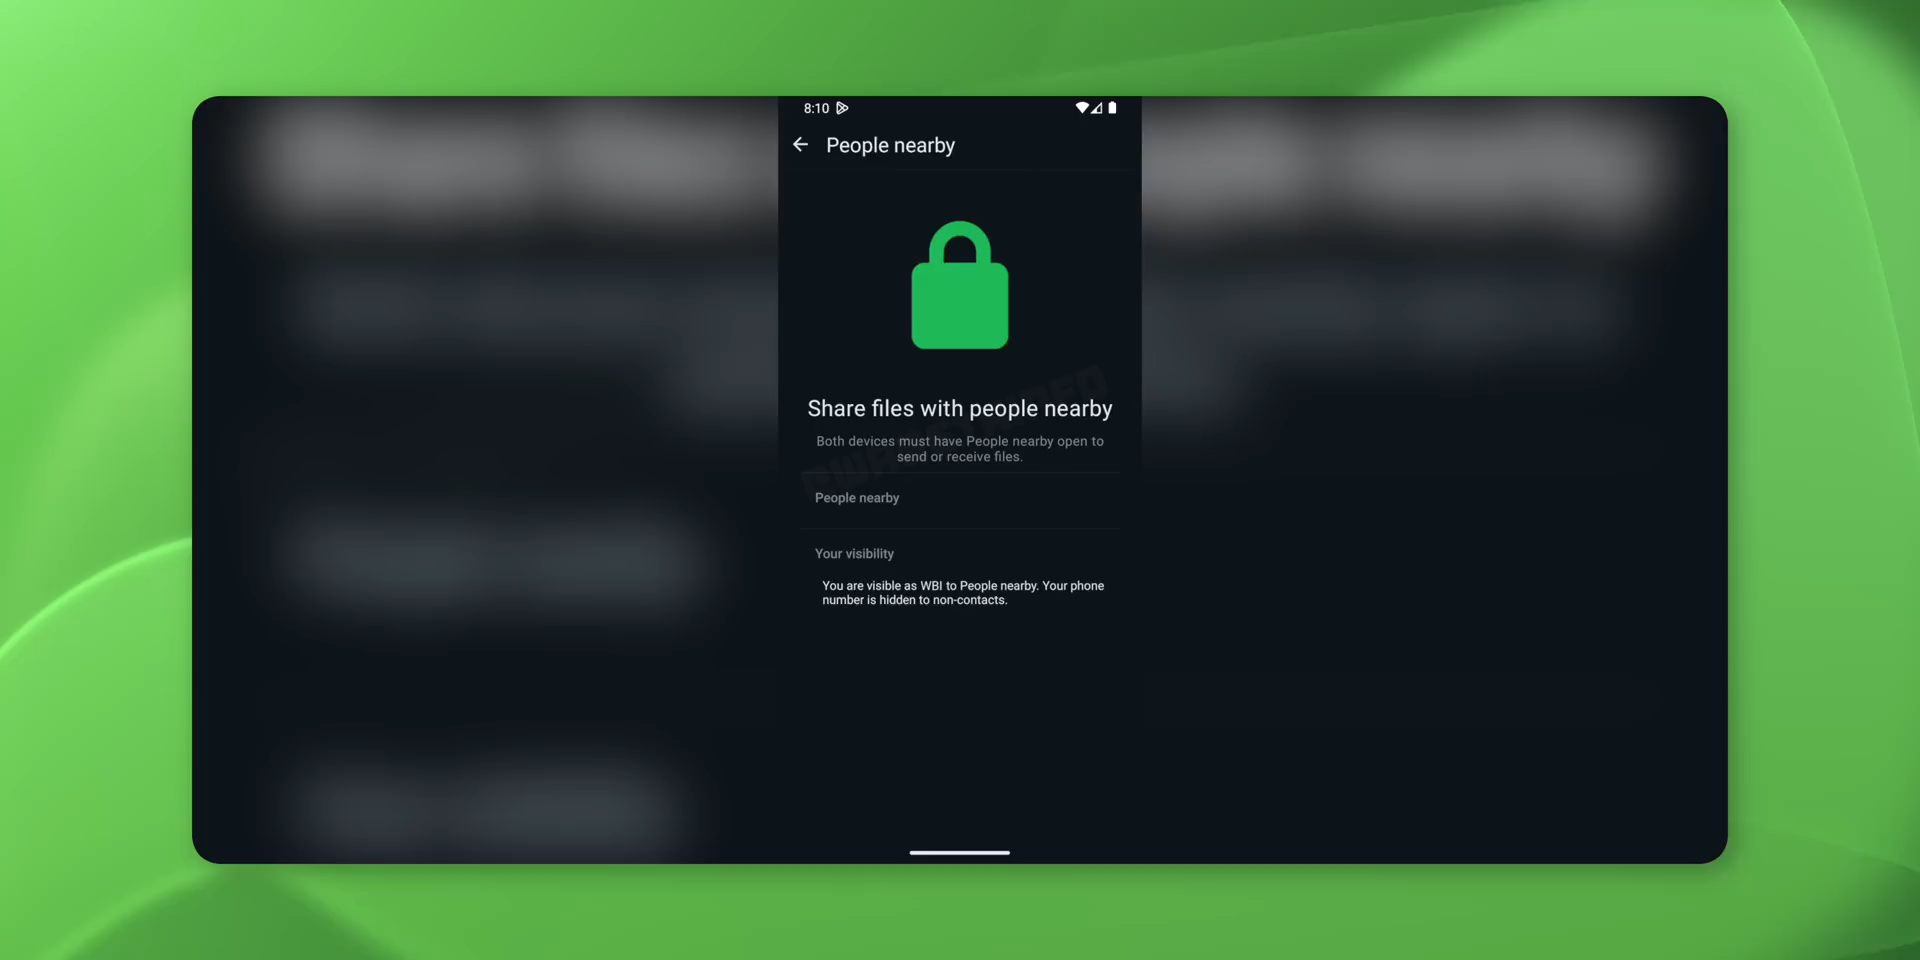 8:10
People nearby
Share files with people nearby
Both devices must have People nearby open to
send or receive files.
People nearby
Your visibility
You are visible as WBI to People nearby. Your phone
number is hidden to non-contacts.